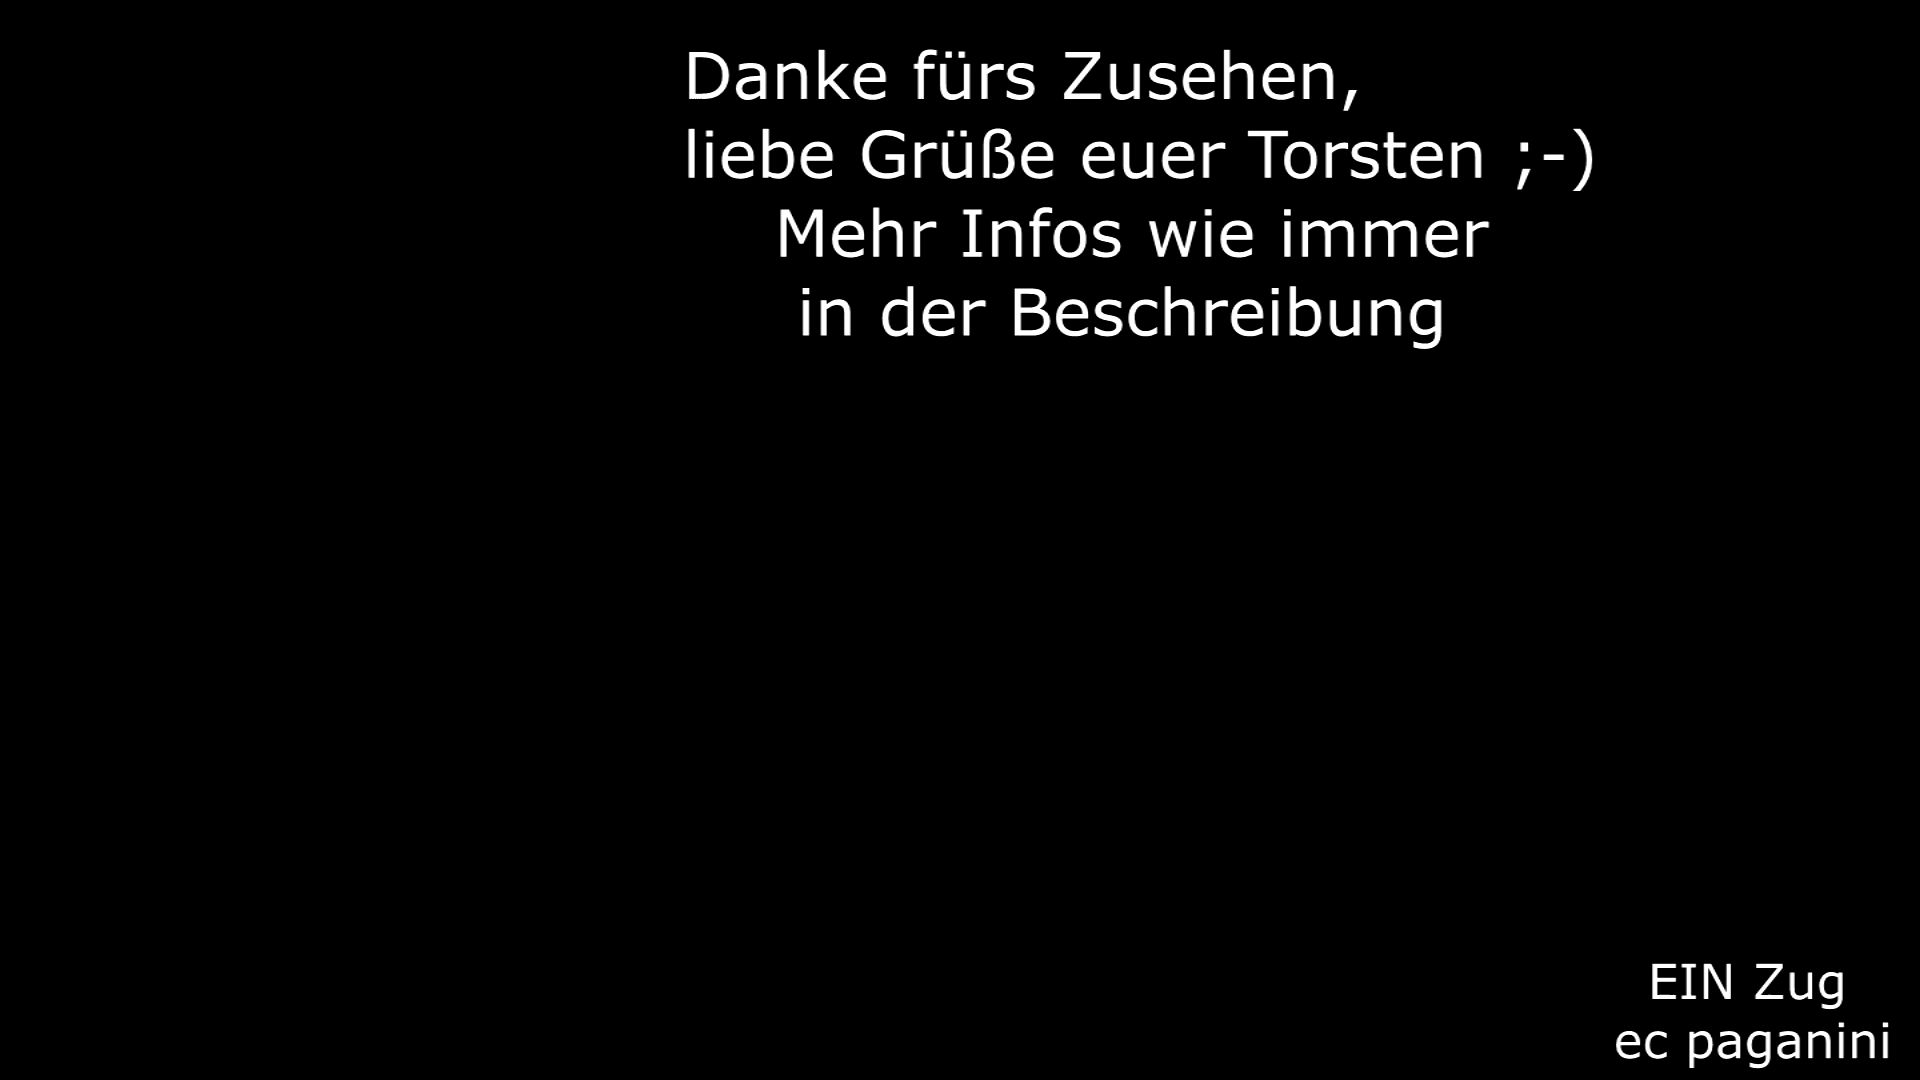 Danke fürs Zusehen,
liebe Grüße euer Torsten ;-)
Mehr Infos wie immer
in der Beschreibung
EIN Zug
ec paganini